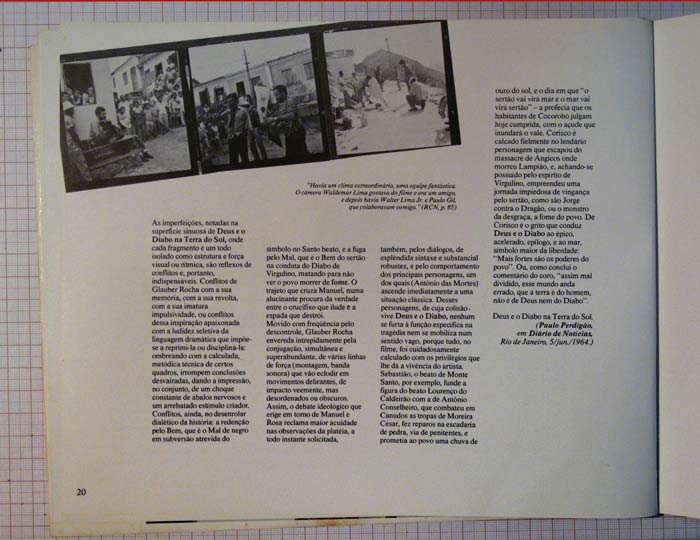 "Havia um clima extraordinário, uma equipe fantástica.
O câmera Waldemar Lima gostava do filme e era um amigo,
e depois havia Walter Lima Jr. e Paulo Gil,
que colaboravam comigo." (RCN, p. 85)
As imperfeições, notadas na
superfície sinuosa de Deus e o
Diabo na Terra do Sol, onde
cada fragmento é um todo
isolado como estrutura e força
visual ou rítmica, são reflexos de
conflitos e, portanto,
indispensáveis. Conflitos de
Glauber Rocha com a sua
memória, com a sua revolta,
com a sua imatura
impulsividade, ou conflitos
dessa inspiração apaixonada
com a ludidez seletiva da
linguagem dramática que impõe-
se a reprimi-la ou discipliná-la:
ombreando com a calculada,
metódica técnica de certos
quadros, irrompem conclusões
desvairadas, dando a impressão,
no conjunto, de um choque
constante de abalos nervosos e
um arrebatado estímulo criador.
Conflitos, ainda, no desenrolar
dialético da história: a redenção
pelo Bem, que é o Mal de negro
em subversão atrevida do
símbolo no Santo beato, e a fuga
pelo Mal, que é o Bem do sertão
na conduta do Diabo de
Virgulino, matando para não
ver o povo morrer de fome. O
trajeto que cruza Manuel, numa
alucinante procura da verdade
entre o crucifixo que ilude e a
espada que destrói.
Movido com freqüência pelo
descontrole, Glauber Rocha
envereda intrepidamente pela
conjugação, simultânea e
superabundante, de várias linhas
de força (montagem, banda
sonora) que vão eclodir em
movimentos delirantes, de
impacto veemente, mas
desordenados ou obscuros.
Assim, o debate ideológico que
erige em torno de Manuel e
Rosa reclama maior acuidade
nas observações da platéia, a
todo instante solicitada,
também, pelos diálogos, de
esplêndida sintaxe e substancial
robustez, e pelo comportamento
dos principais personagens, um
dos quais (Antônio das Mortes)
ascende imediatamente a uma
situação clássica. Desses
personagens, de cuja colisão-
vive Deus e o Diabo, nenhum
se furta à função específica na
tragédia nem se mobiliza num
sentido vago, porque tudo, no
filme, foi cuidadosamente
calculado com os privilégios que
lhe dá a vivência do artista.
Sebastião, o beato de Monte
Santo, por exemplo, funde a
figura do beato Lourenço do
Caldeirão com a de Antônio
Conselheiro, que combateu em
Canudos as tropas de Moreira
César, fez reparos na escadaria
de pedra, via de penitentes, e
prometia ao povo uma chuva de
ouro do sol, e o dia em que "o
sertão vai virá mar e o mar vai
virá sertão" – a profecia que os
habitantes de Cocorobó julgam
hoje cumprida, com o açude que
inundará o vale. Corisco é
calcado fielmente no lendário
personagem que escapou do
massacre de Angicos onde
morreu Lampião, e, achando-se
possuído pelo espírito de
Virgulino, empreendeu uma
jornada impiedosa de vingança
pelo sertão, como são Jorge
contra o Dragão, ou o monstro
da desgraça, a fome do povo. De
Corisco é o grito que conduz
Deus e o Diabo ao épico,
acelerado, epílogo, e ao mar,
símbolo maior da liberdade:
"Mais fortes são os poderes do
povo". Ou, como conclui o
comentário do coro, "assim mal
dividido, esse mundo anda
errado, que a terra é do homem,
não é de Deus nem do Diabo".
Deus e o Diabo na Terra do Sol.
(Paulo Perdigão,
em Diário de Notícias,
Rio de Janeiro, 5/jun./1964.)
20